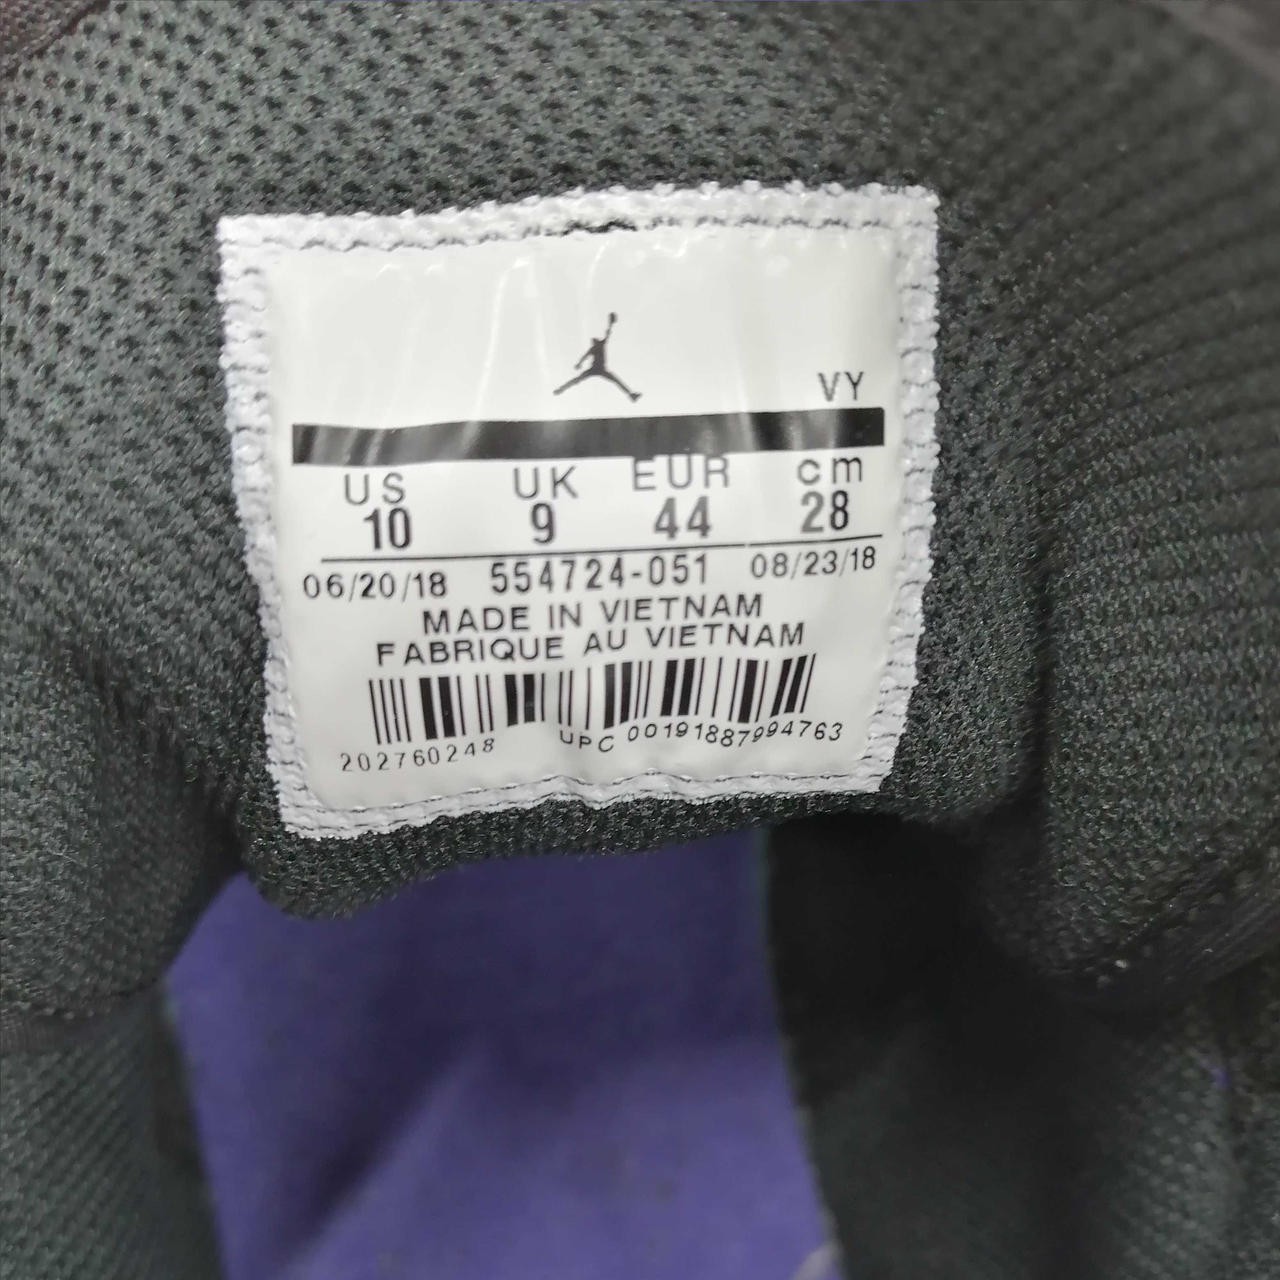 VY
US UK EUR cm
10 9 44 28
06/20/18 554724-051 08/23/18
MADE IN VIETNAM
FABRIQUE AU VIETNAM
202760248 UPC 00191887994763